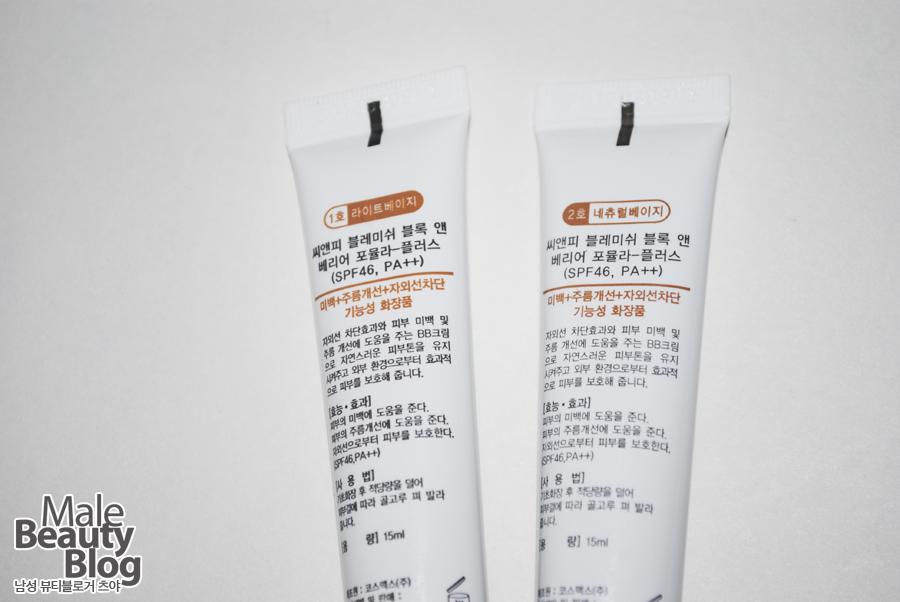 1호 라이트베이지
씨앤피 블레미쉬 블록 앤
베리어 포뮬라-플러스
(SPF46, PA++)
미백+주름개선+자외선차단
기능성 화장품
자외선 차단효과와 피부 미백 및
주름 개선에 도움을 주는 BB크림
으로 자연스러운 피부톤을 유지
시켜주고 외부 환경으로부터 효과적
으로 피부를 보호해 줍니다.
[효능·효과]
피부의 미백에 도움을 준다.
피부의 주름개선에 도움을 준다.
자외선으로부터 피부를 보호한다.
(SPF46,PA++)
[사 용 법]
기초화장 후 적당량을 덜어
피부결에 따라 골고루 펴 발라
줍니다.
량] 15ml
코스맥스(주)
및 판매 :
2호 네츄럴베이지
씨앤피 블레미쉬 블록 앤
베리어 포뮬라-플러스
(SPF46, PA++)
미백+주름개선+자외선차단
기능성 화장품
자외선 차단효과와 피부 미백 및
주름 개선에 도움을 주는 BB크림
으로 자연스러운 피부톤을 유지
시켜주고 외부 환경으로부터 효과적
으로 피부를 보호해 줍니다.
[효능·효과]
피부의 미백에 도움을 준다.
피부의 주름개선에 도움을 준다.
자외선으로부터 피부를 보호한다.
(SPF46,PA++)
[사 용 법]
기초화장 후 적당량을 덜어
피부결에 따라 골고루 펴 발라
줍니다.
량] 15ml
코스맥스(주)
Male
Beauty
Blog
남성 뷰티블로거 츠야